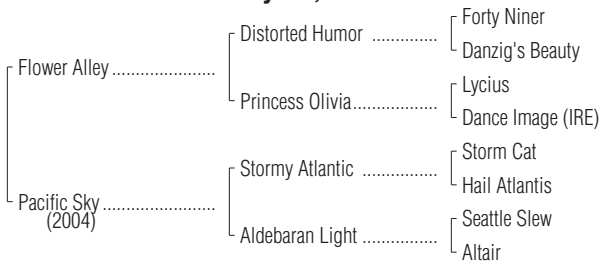 Forty Niner
Distorted Humor ..............
Danzig's Beauty
Flower Alley ......................
Lycius
Princess Olivia..................
Dance Image (IRE)
Storm Cat
Stormy Atlantic ................
Hail Atlantis
Pacific Sky ........................
(2004)
Seattle Slew
Aldebaran Light ................
Altair